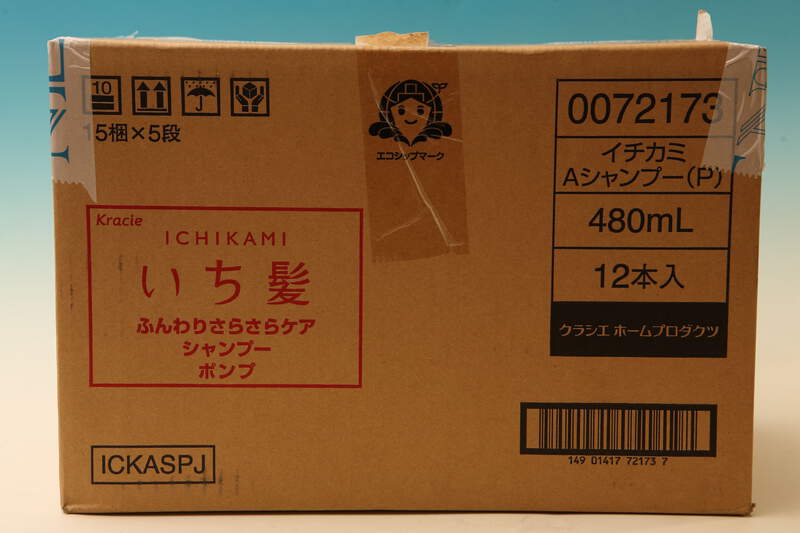 10
15梱×5段
エコシップマーク
0072173
イチカミ
Aシャンプー(P)
480mL
12本入
クラシエ ホームプロダクツ
Kracie
ICHIKAMI
いち髪
ふんわりさらさらケア
シャンプー
ポンプ
ICKASPJ
149 01417 72173 7